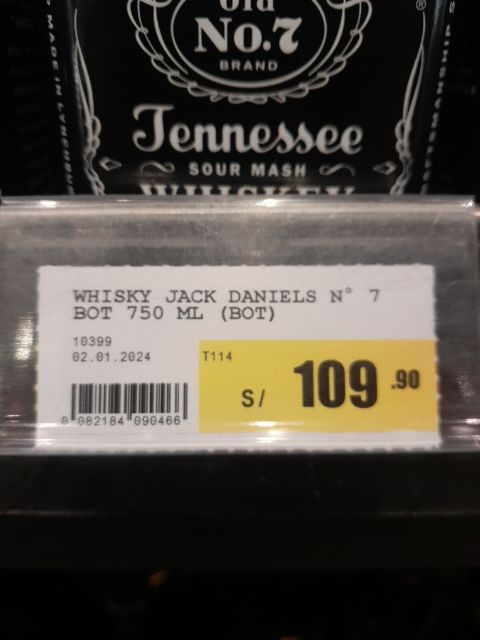 Old
No.7
BRAND
Tennessee
SOUR MASH
WHISKEY
WHISKY JACK DANIELS N° 7
BOT 750 ML (BOT)
10399
02.01.2024
T114
S/ 109.90
0 082184 090466